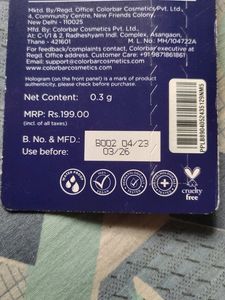 Mktd. By/Regd. Office: Colorbar Cosmetics Pvt. Ltd.
4, Community Centre, New Friends Colony,
New Delhi - 110025
Mfd. By/Regd. Office: Colorbar Cosmetics Pvt. Ltd.,
At: C-1/1 & 2, Radheshyam Indl. Complex, Asangaon,
Thane - 421601 M. L. No.: MH/104722A
For feedback/complaints contact, Colorbar executive at
Regd. Office address, Customer Care: +91 9871861861
www.colorbarcosmetics.com
Hologram (on front panel) is a mark of product
authenticity, please check before purchase.
Net Content: 0.3 g
MRP: Rs.199.00
(incl. of all taxes)
B. No. & MFD.: B002 04/23
Use before: 03/26
cruelty
free